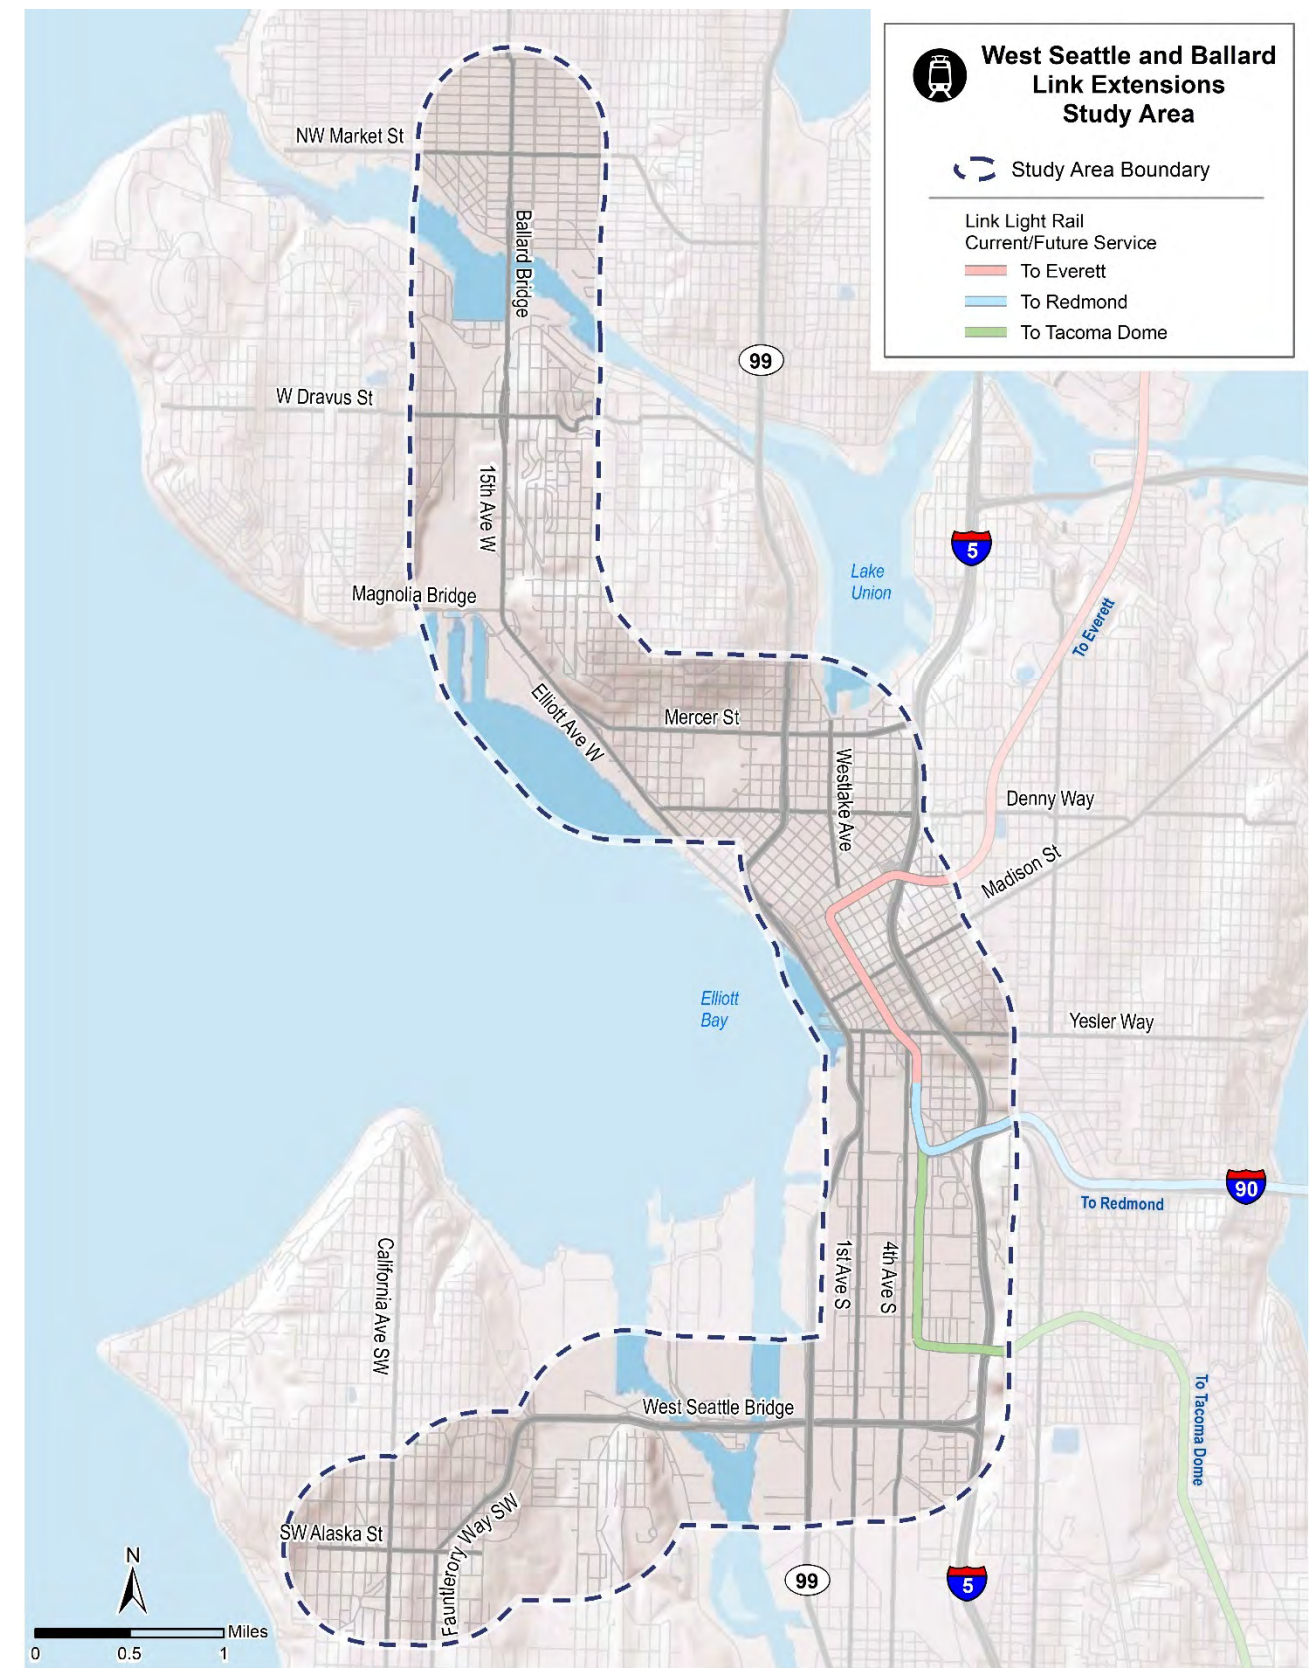 West Seattle and Ballard
Link Extensions
Study Area
Study Area Boundary
Link Light Rail
Current/Future Service
To Everett
To Redmond
To Tacoma Dome
NW Market St
Ballard Bridge
99
W Dravus St
15th Ave W
5
Lake
Union
Magnolia Bridge
To Everett
Elliott Ave W
Mercer St
Westlake Ave
Denny Way
Madison St
Elliott
Bay
Yesler Way
90
To Redmond
California Ave SW
1st Ave S
4th Ave S
West Seattle Bridge
To Tacoma Dome
SW Alaska St
Fauntlerory Way SW
99
5
N
Miles
0 0.5 1